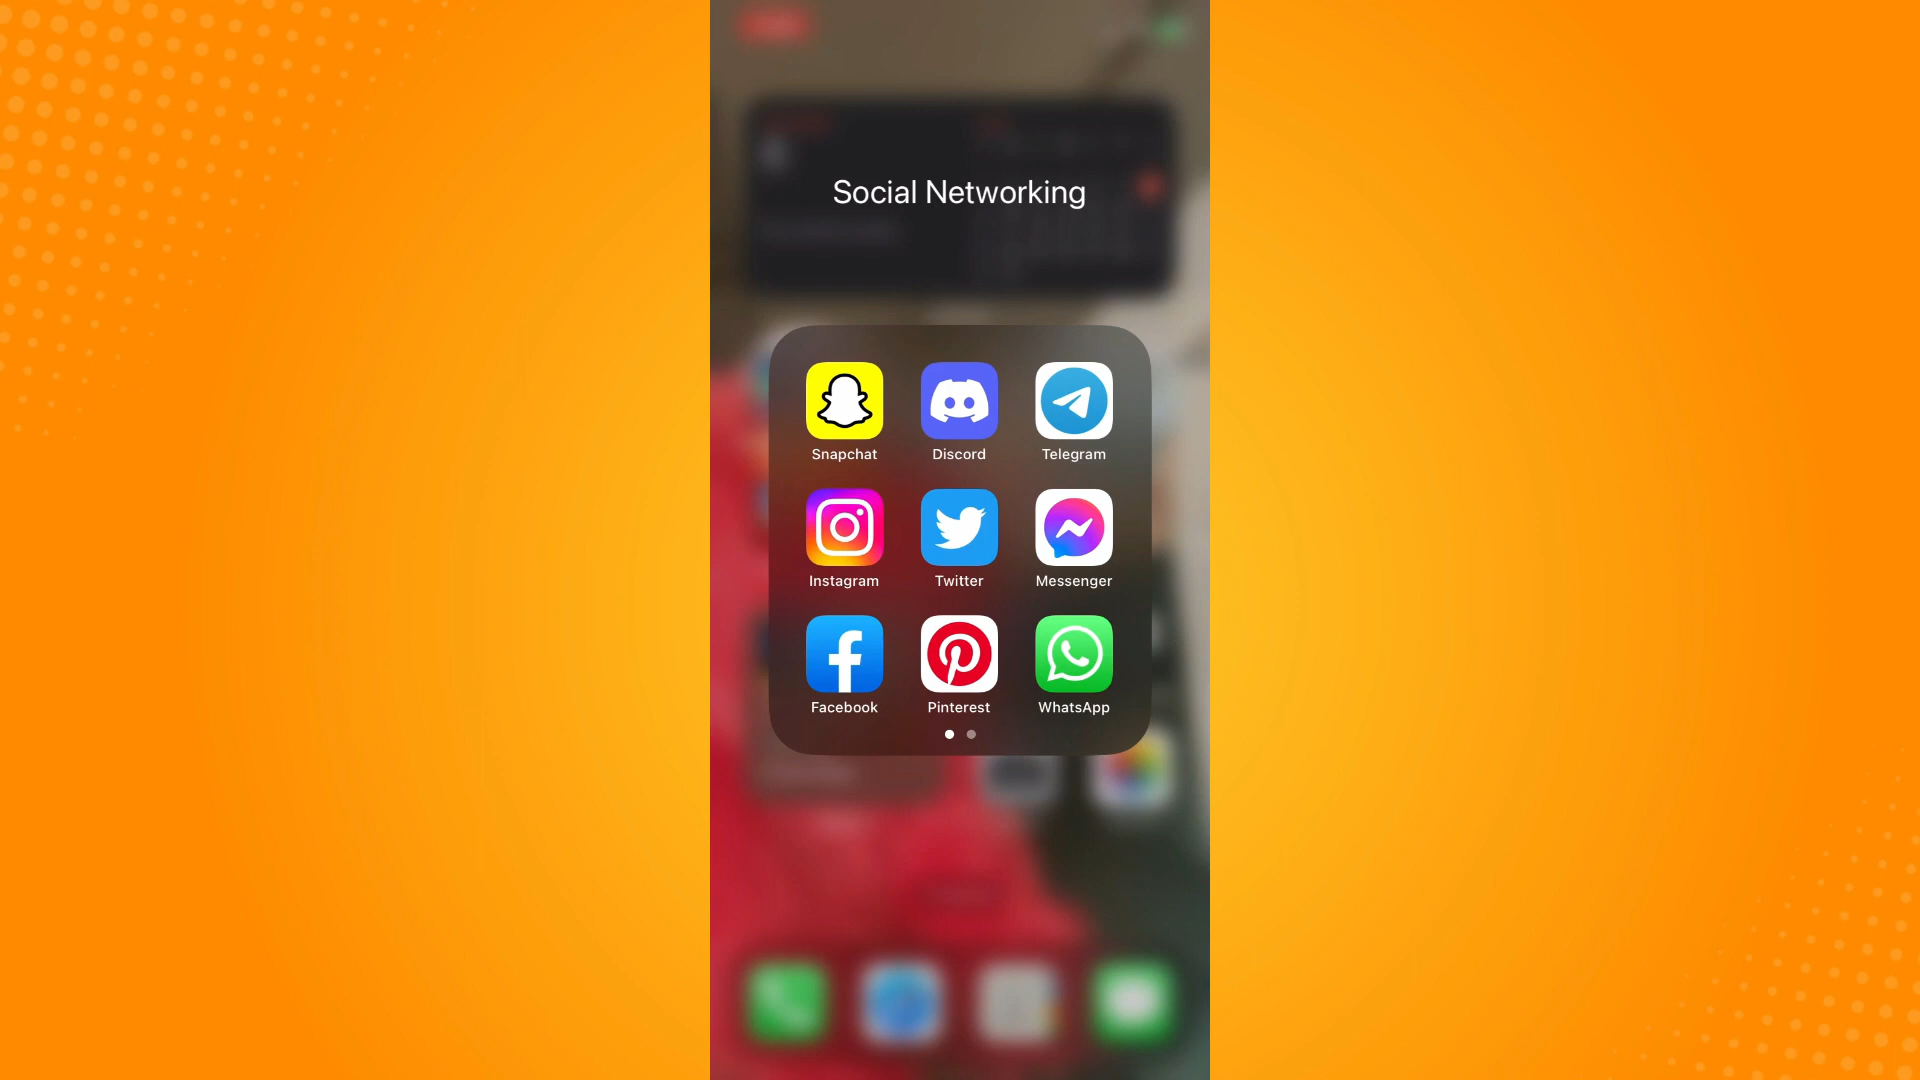 Social Networking
Snapchat Discord Telegram
Instagram Twitter Messenger
Facebook Pinterest WhatsApp